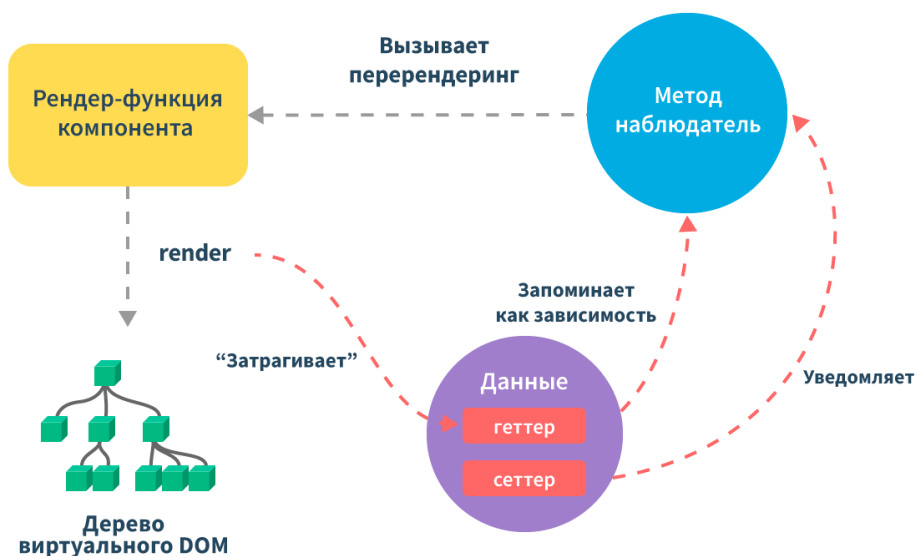 Вызывает
перерендеринг
Рендер-функция
компонента
Метод
наблюдатель
render
Запоминает
как зависимость
“Затрагивает”
Данные
Уведомляет
геттер
сеттер
Дерево
виртуального DOM